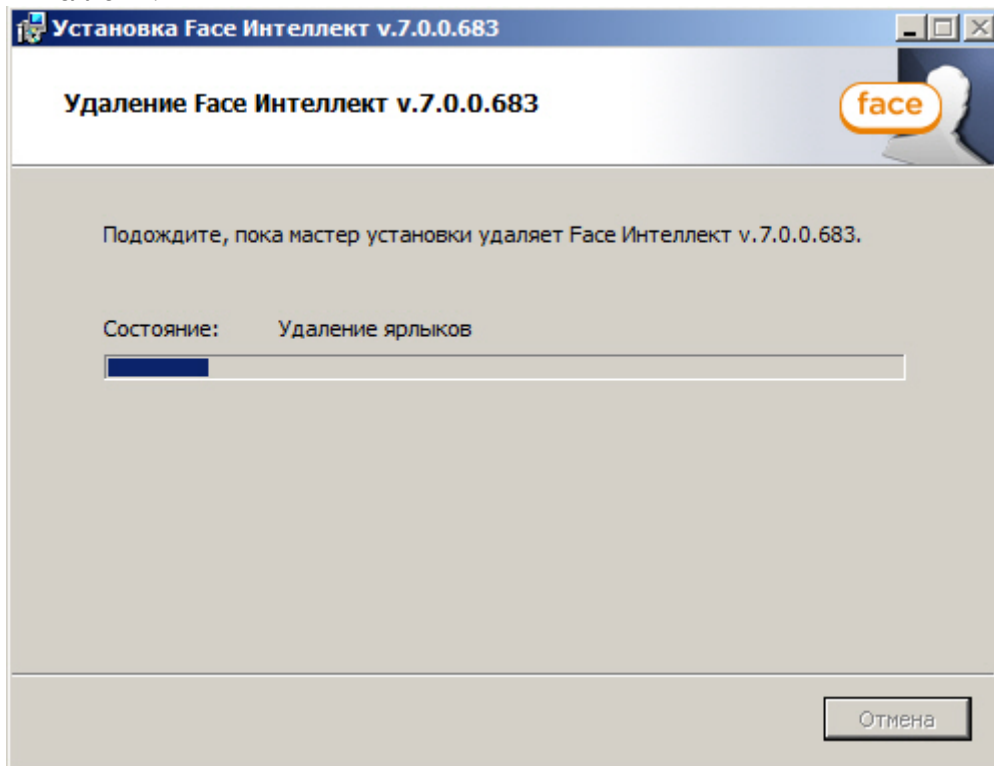 Установка Face Интеллект v.7.0.0.683
Удаление Face Интеллект v.7.0.0.683
face
Подождите, пока мастер установки удаляет Face Интеллект v.7.0.0.683.
Состояние: Удаление ярлыков
Отмена